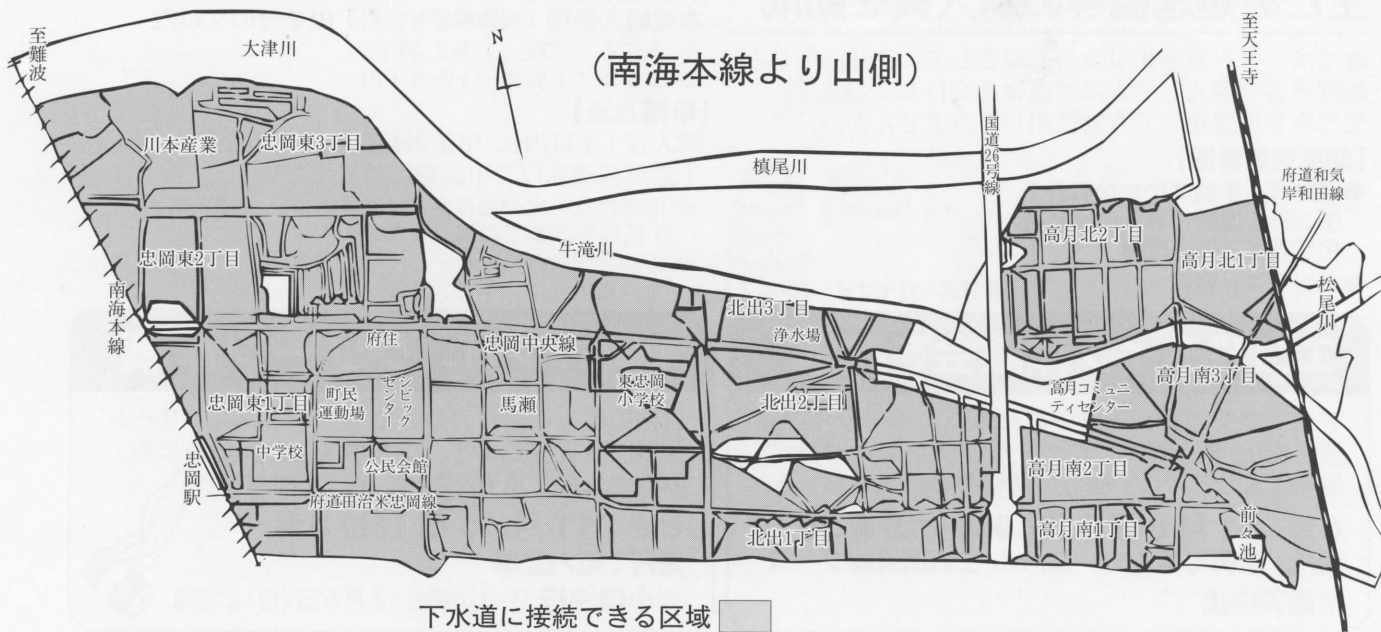 至難波
大津川
N
(南海本線より山側)
至天王寺
国道26号線
府道和気
岸和田線
川本産業
忠岡東3丁目
槙尾川
高月北2丁目
高月北1丁目
松尾川
忠岡東2丁目
牛滝川
南海本線
北出3丁目
浄水場
府住
忠岡中央線
高月南3丁目
高月コミュニ
ティセンター
忠岡東1丁目
町民
運動場
シビック
センター
馬瀬
東忠岡
小学校
北出2丁目
中学校
公民会館
高月南2丁目
忠岡駅
府道田治米忠岡線
北出1丁目
高月南1丁目
前々池
下水道に接続できる区域